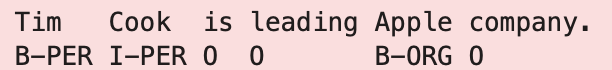 Tim Cook is leading Apple company.
B-PER I-PER O O B-ORG O